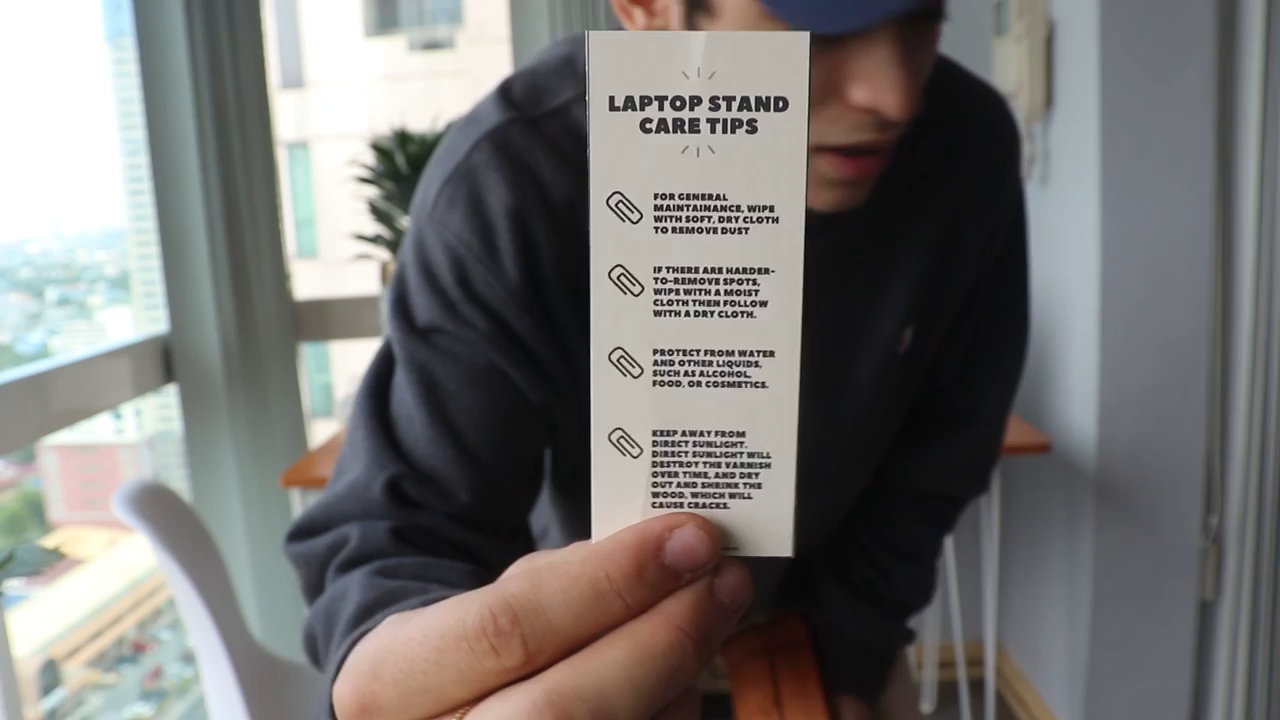 LAPTOP STAND
CARE TIPS
FOR GENERAL
MAINTAINANCE, WIPE
WITH SOFT, DRY CLOTH
TO REMOVE DUST
IF THERE ARE HARDER-
TO-REMOVE SPOTS,
WIPE WITH A MOIST
CLOTH THEN FOLLOW
WITH A DRY CLOTH.
PROTECT FROM WATER
AND OTHER LIQUIDS,
SUCH AS ALCOHOL,
FOOD, OR COSMETICS.
KEEP AWAY FROM
DIRECT SUNLIGHT.
DIRECT SUNLIGHT WILL
DESTROY THE VARNISH
OVER TIME, AND DRY
OUT AND SHRINK THE
WOOD, WHICH WILL
CAUSE CRACKS.